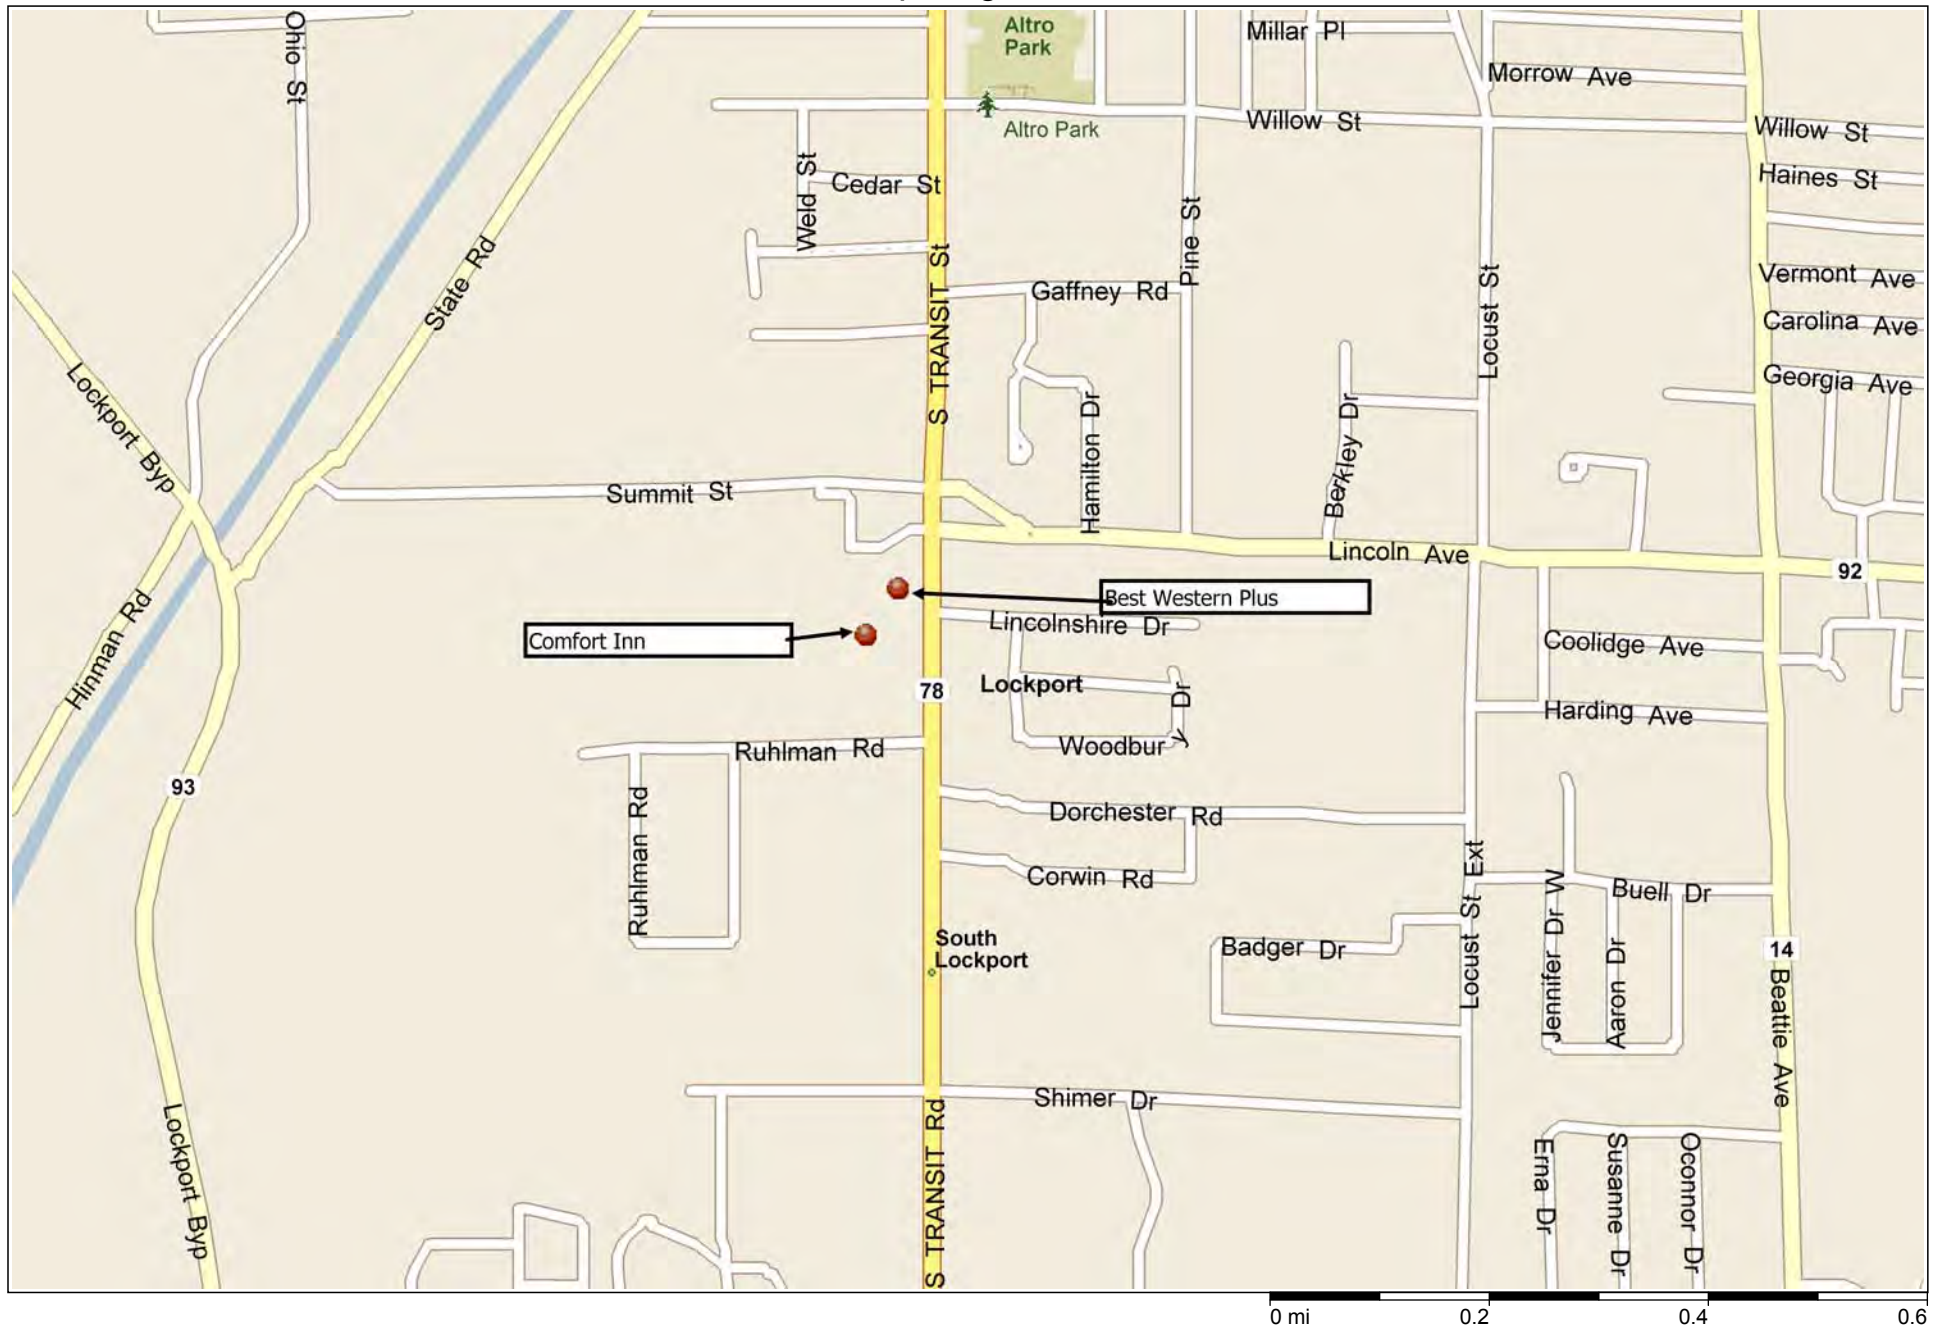 Ohio St
Altro
Park
Millar Pl
Morrow Ave
Altro Park
Willow St
Willow St
Weld St
Cedar St
Haines St
State Rd
S TRANSIT St
Gaffney Rd
Pine St
Locust St
Vermont Ave
Carolina Ave
Georgia Ave
Lockport Byp
Hamilton Dr
Berkley Dr
Summit St
Lincoln Ave
92
Hinman Rd
Best Western Plus
Comfort Inn
Lincolnshire Dr
Coolidge Ave
78
Lockport
Woodbury Dr
Harding Ave
Ruhlman Rd
93
Ruhlman Rd
Dorchester Rd
Corwin Rd
Locust St Ext
Jennifer Dr W
Aaron Dr
Buell Dr
South
Lockport
Badger Dr
14
Beattie Ave
Shimer Dr
Lockport Byp
S TRANSIT Rd
Erna Dr
Susanne Dr
Oconnor Dr
0 mi 0.2 0.4 0.6